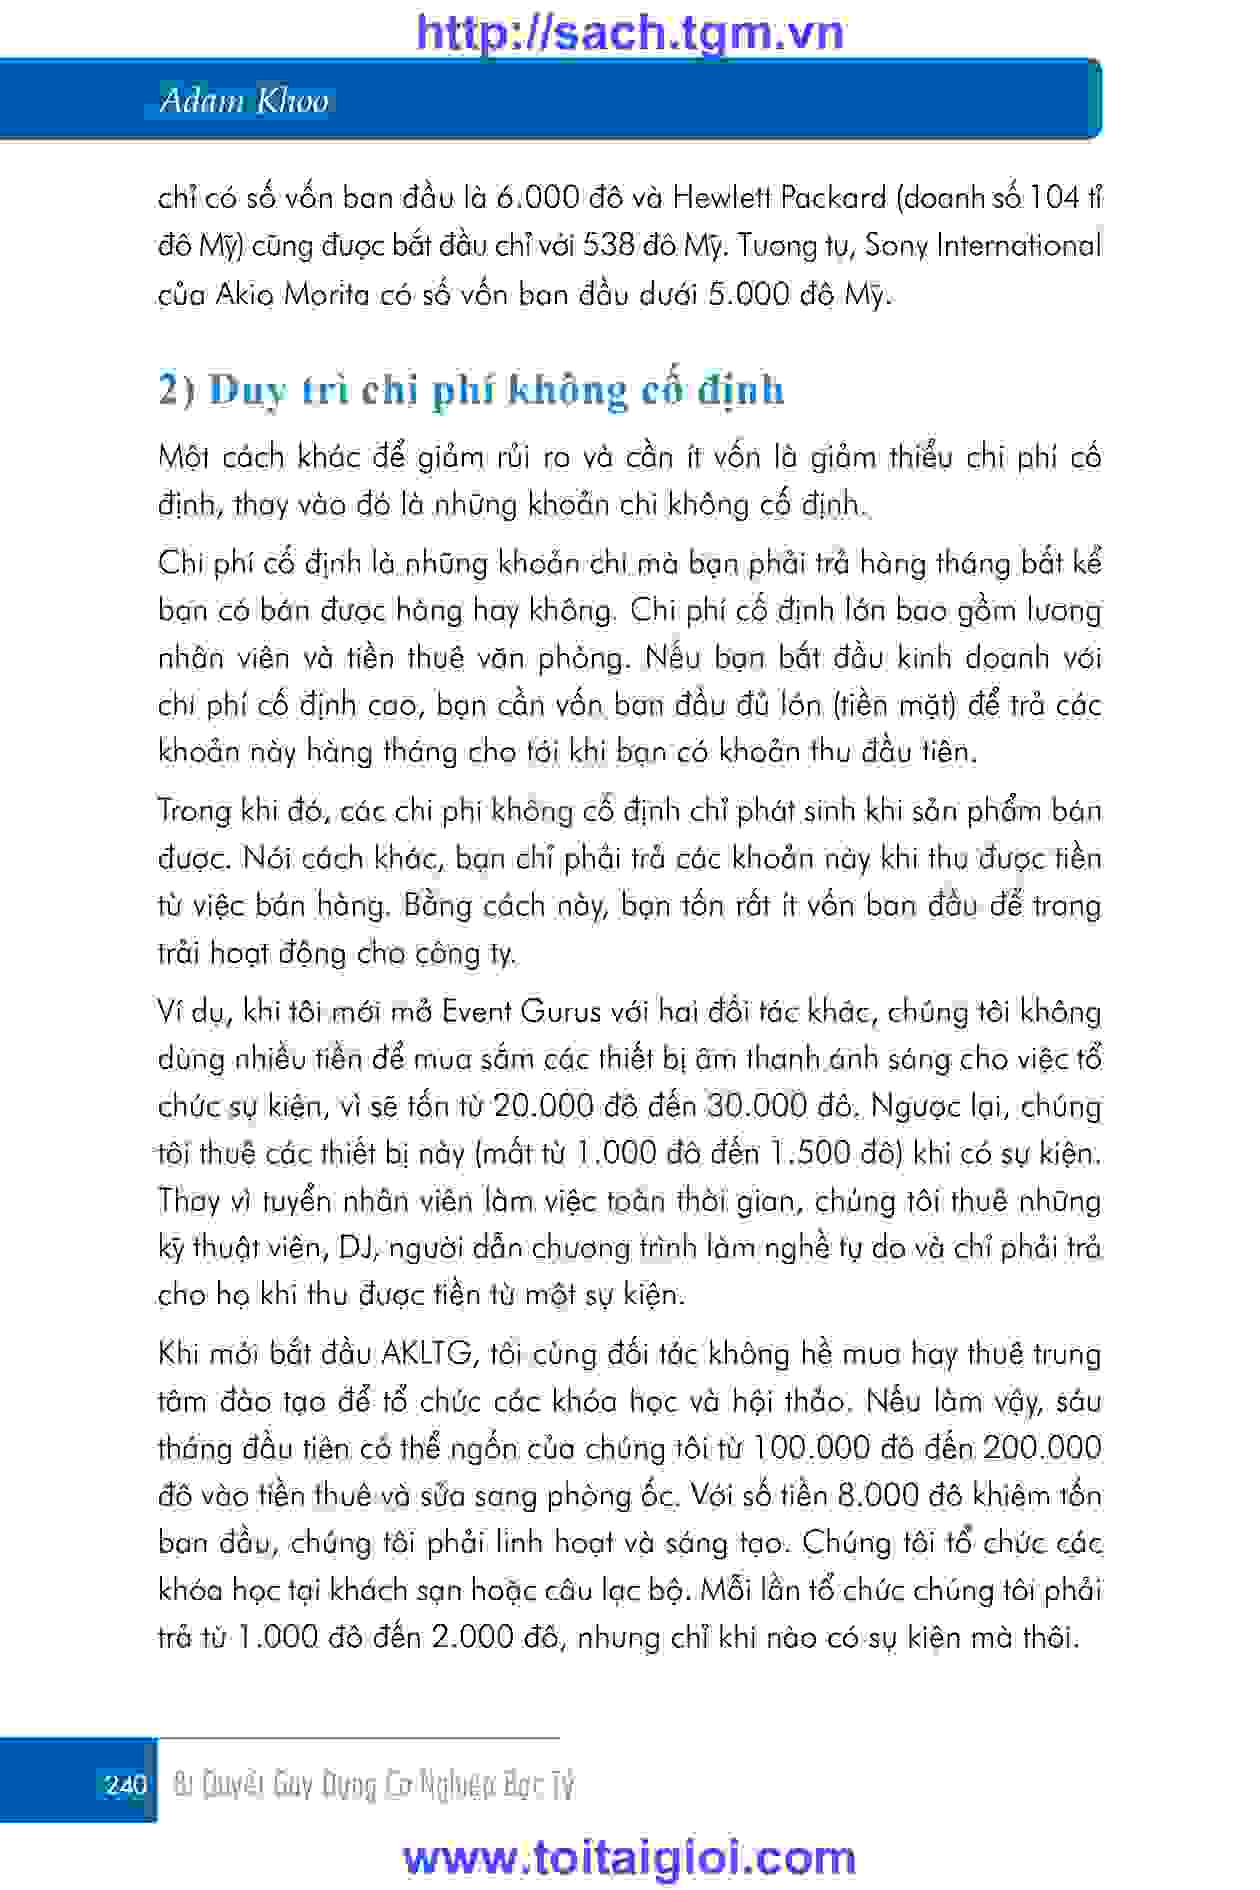 http://sach.tgm.vn
Adam Khoo
chỉ có số vốn ban đầu là 6.000 đô và Hewlett Packard (doanh số 104 tỉ
đô Mỹ) cũng được bắt đầu chỉ với 538 đô Mỹ. Tương tự, Sony International
của Akio Morita có số vốn ban đầu dưới 5.000 đô Mỹ.
2) Duy trì chi phí không cố định
Một cách khác để giảm rủi ro và cần ít vốn là giảm thiểu chi phí cố
định, thay vào đó là những khoản chi không cố định.
Chi phí cố định là những khoản chi mà bạn phải trả hàng tháng bất kể
bạn có bán được hàng hay không. Chi phí cố định lớn bao gồm lương
nhân viên và tiền thuê văn phòng. Nếu bạn bắt đầu kinh doanh với
chi phí cố định cao, bạn cần vốn ban đầu đủ lớn (tiền mặt) để trả các
khoản này hàng tháng cho tới khi bạn có khoản thu đầu tiên.
Trong khi đó, các chi phí không cố định chỉ phát sinh khi sản phẩm bán
được. Nói cách khác, bạn chỉ phải trả các khoản này khi thu được tiền
từ việc bán hàng. Bằng cách này, bạn tốn rất ít vốn ban đầu để trang
trải hoạt động cho công ty.
Ví dụ, khi tôi mới mở Event Gurus với hai đối tác khác, chúng tôi không
dùng nhiều tiền để mua sắm các thiết bị âm thanh ánh sáng cho việc tổ
chức sự kiện, vì sẽ tốn từ 20.000 đô đến 30.000 đô. Ngược lại, chúng
tôi thuê các thiết bị này (mất từ 1.000 đô đến 1.500 đô) khi có sự kiện.
Thay vì tuyển nhân viên làm việc toàn thời gian, chúng tôi thuê những
kỹ thuật viên, DJ, người dẫn chương trình làm nghề tự do và chỉ phải trả
cho họ khi thu được tiền từ một sự kiện.
Khi mới bắt đầu AKLTG, tôi cùng đối tác không hề mua hay thuê trung
tâm đào tạo để tổ chức các khóa học và hội thảo. Nếu làm vậy, sáu
tháng đầu tiên có thể ngốn của chúng tôi từ 100.000 đô đến 200.000
đô vào tiền thuê và sửa sang phòng ốc. Với số tiền 8.000 đô khiêm tốn
ban đầu, chúng tôi phải linh hoạt và sáng tạo. Chúng tôi tổ chức các
khóa học tại khách sạn hoặc câu lạc bộ. Mỗi lần tổ chức chúng tôi phải
trả từ 1.000 đô đến 2.000 đô, nhưng chỉ khi nào có sự kiện mà thôi.
240 Bí Quyết Gây Dựng Cơ Nghiệp Bạc Tỷ
www.toitaigioi.com